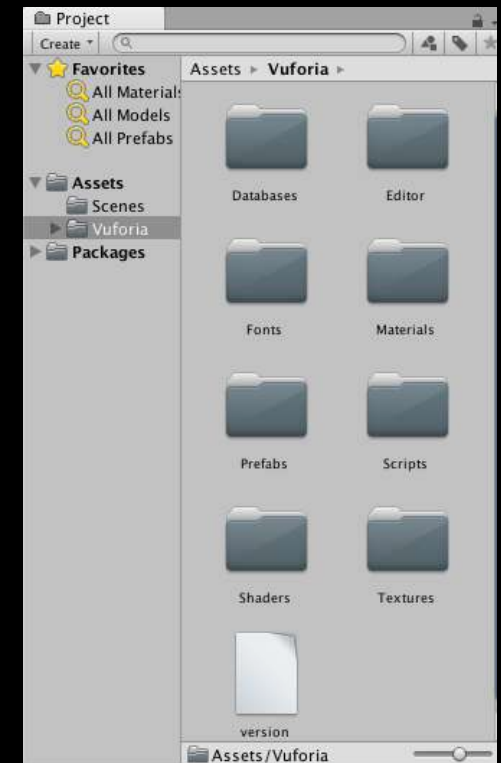 Project
Create
Favorites
All Materials
All Models
All Prefabs
Assets
Scenes
Vuforia
Packages
Assets Vuforia
Databases Editor
Fonts Materials
Prefabs Scripts
Shaders Textures
version
Assets/Vuforia